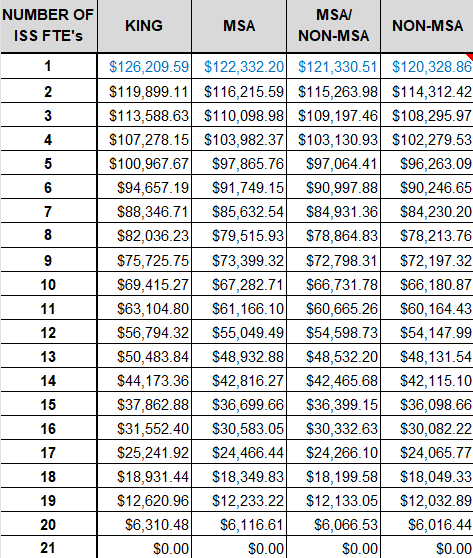 NUMBER OF ISS FTE's KING MSA MSA/ NON-MSA NON-MSA
1 $126,209.59 $122,332.20 $121,330.51 $120,328.86
2 $119,899.11 $116,215.59 $115,263.98 $114,312.42
3 $113,588.63 $110,098.98 $109,197.46 $108,295.97
4 $107,278.15 $103,982.37 $103,130.93 $102,279.53
5 $100,967.67 $97,865.76 $97,064.41 $96,263.09
6 $94,657.19 $91,749.15 $90,997.88 $90,246.65
7 $88,346.71 $85,632.54 $84,931.36 $84,230.20
8 $82,036.23 $79,515.93 $78,864.83 $78,213.76
9 $75,725.75 $73,399.32 $72,798.31 $72,197.32
10 $69,415.27 $67,282.71 $66,731.78 $66,180.87
11 $63,104.80 $61,166.10 $60,665.26 $60,164.43
12 $56,794.32 $55,049.49 $54,598.73 $54,147.99
13 $50,483.84 $48,932.88 $48,532.20 $48,131.54
14 $44,173.36 $42,816.27 $42,465.68 $42,115.10
15 $37,862.88 $36,699.66 $36,399.15 $36,098.66
16 $31,552.40 $30,583.05 $30,332.63 $30,082.22
17 $25,241.92 $24,466.44 $24,266.10 $24,065.77
18 $18,931.44 $18,349.83 $18,199.58 $18,049.33
19 $12,620.96 $12,233.22 $12,133.05 $12,032.89
20 $6,310.48 $6,116.61 $6,066.53 $6,016.44
21 $0.00 $0.00 $0.00 $0.00